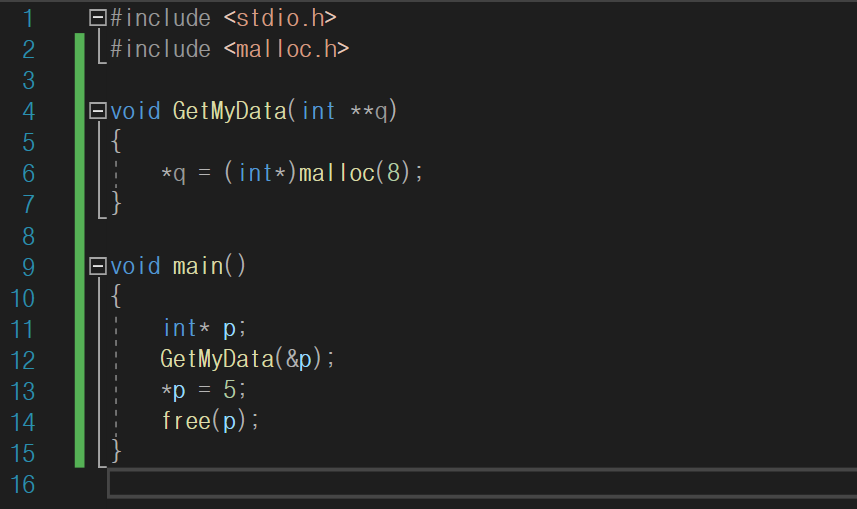 1 #include <stdio.h>
2 #include <malloc.h>
3
4 void GetMyData(int **q)
5 {
6 *q = (int*)malloc(8);
7 }
8
9 void main()
10 {
11 int* p;
12 GetMyData(&p);
13 *p = 5;
14 free(p);
15 }
16